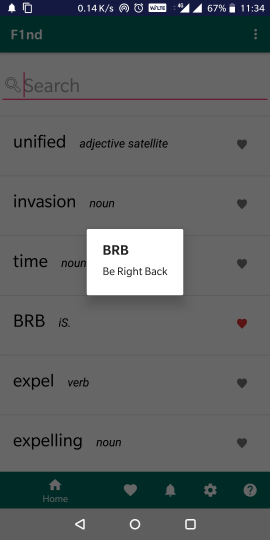 0.14 K/s VoLTE 4G 67% 11:34
F1nd
Search
unified adjective satellite
invasion noun
time noun
BRB
Be Right Back
BRB iS.
expel verb
expelling noun
Home